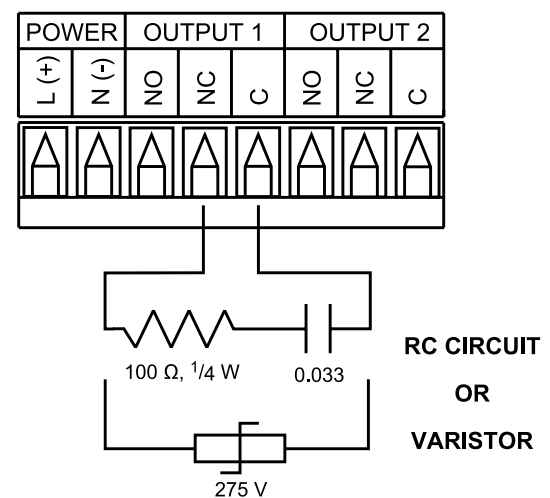 POWER OUTPUT 1 OUTPUT 2
L (+) N (-) NO NC C NO NC C
100 Ω, 1/4 W 0.033
RC CIRCUIT
OR
VARISTOR
275 V